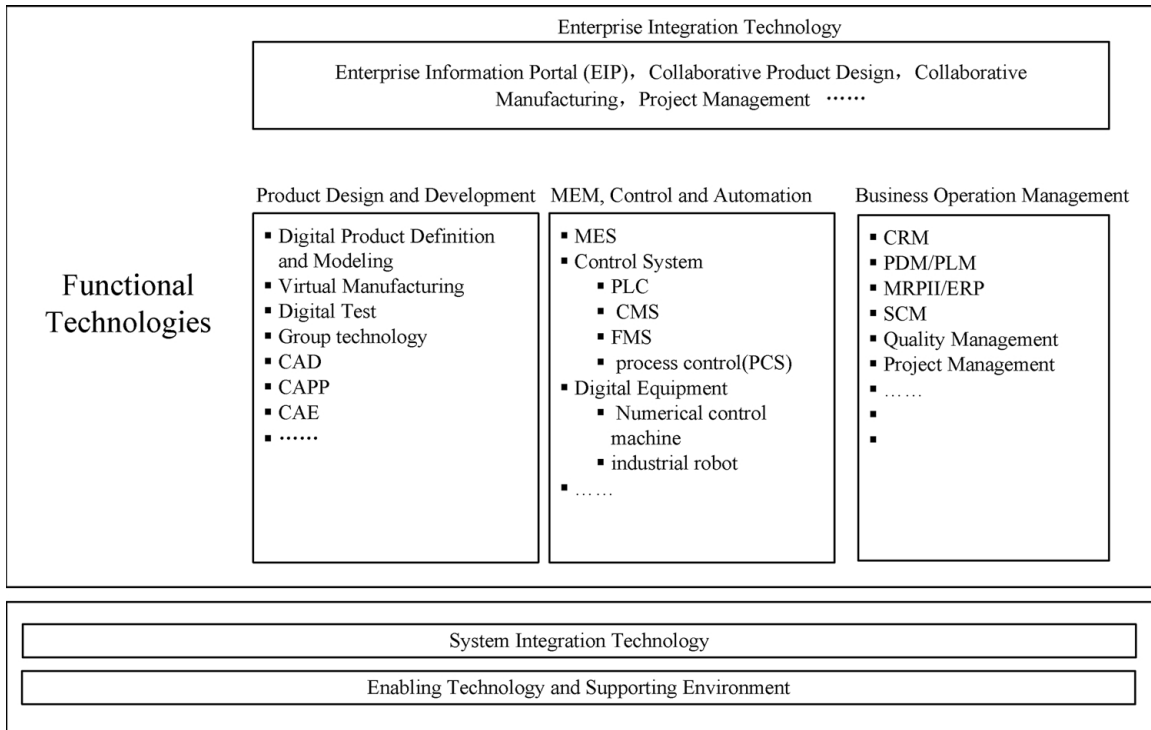 Enterprise Integration Technology
Enterprise Information Portal (EIP)，Collaborative Product Design，Collaborative
Manufacturing，Project Management ⋯⋯
Functional
Technologies
Product Design and Development
▪ Digital Product Definition
and Modeling
▪ Virtual Manufacturing
▪ Digital Test
▪ Group technology
▪ CAD
▪ CAPP
▪ CAE
▪ ⋯⋯
MEM, Control and Automation
▪ MES
▪ Control System
▪ PLC
▪ CMS
▪ FMS
▪ process control(PCS)
▪ Digital Equipment
▪ Numerical control
machine
▪ industrial robot
▪ ……
Business Operation Management
▪ CRM
▪ PDM/PLM
▪ MRPII/ERP
▪ SCM
▪ Quality Management
▪ Project Management
▪ ……
▪
▪
System Integration Technology
Enabling Technology and Supporting Environment